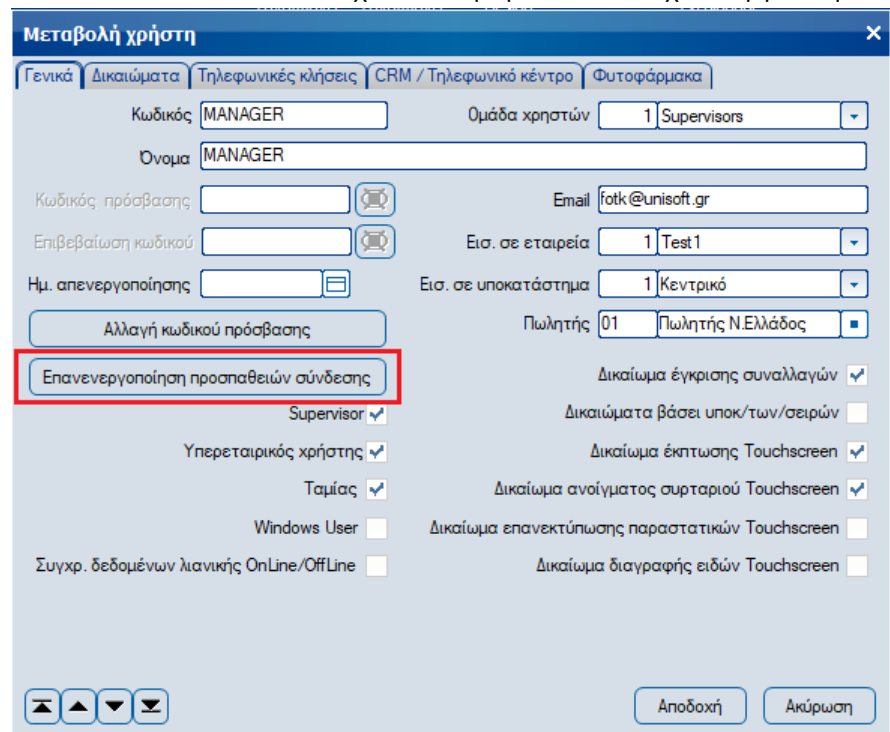 Μεταβολή χρήστη
Γενικά Δικαιώματα Τηλεφωνικές κλήσεις CRM / Τηλεφωνικό κέντρο Φυτοφάρμακα
Κωδικός MANAGER Ομάδα χρηστών 1 Supervisors
Όνομα MANAGER
Κωδικός πρόσβασης Email fotk@unisoft.gr
Επιβεβαίωση κωδικού Εισ. σε εταιρεία 1 Test1
Ημ. απενεργοποίησης Εισ. σε υποκατάστημα 1 Κεντρικό
Αλλαγή κωδικού πρόσβασης Πωλητής 01 Πωλητής Ν.Ελλάδος
Επανενεργοποίηση προσπαθειών σύνδεσης Δικαίωμα έγκρισης συναλλαγών
Supervisor Δικαιώματα βάσει υποκ/των/σειρών
Υπερεταιρικός χρήστης Δικαίωμα έκπτωσης Touchscreen
Ταμίας Δικαίωμα ανοίγματος συρταριού Touchscreen
Windows User Δικαίωμα επανεκτύπωσης παραστατικών Touchscreen
Συγχρ. δεδομένων λιανικής OnLine/OffLine Δικαίωμα διαγραφής ειδών Touchscreen
Αποδοχή Ακύρωση